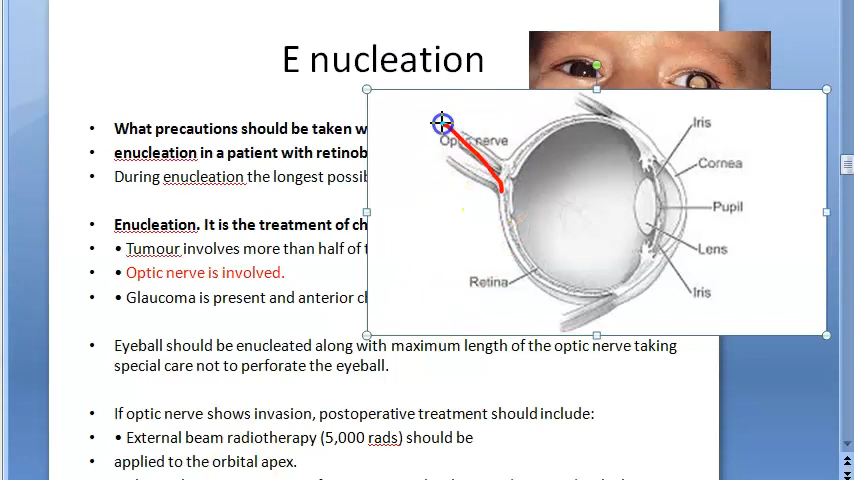 E nucleation
• What precautions should be taken w
• enucleation in a patient with retinob
• During enucleation the longest possib
• Enucleation. It is the treatment of ch
• • Tumour involves more than half of t
• • Optic nerve is involved.
• • Glaucoma is present and anterior ch
Optic nerve
Iris
Cornea
Pupil
Lens
Iris
Retina
• Eyeball should be enucleated along with maximum length of the optic nerve taking
special care not to perforate the eyeball.
• If optic nerve shows invasion, postoperative treatment should include:
• • External beam radiotherapy (5,000 rads) should be
• applied to the orbital apex.